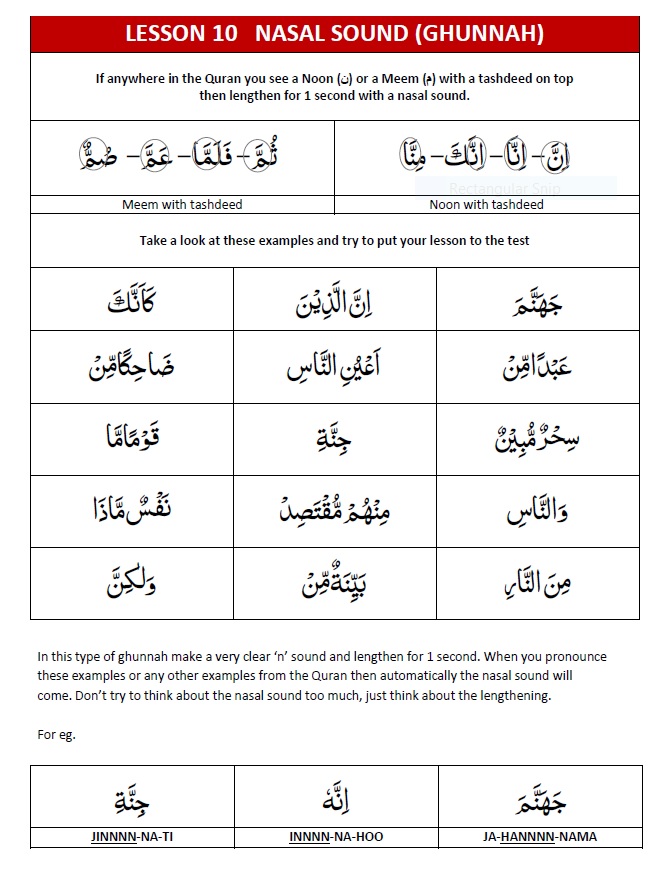 LESSON 10 NASAL SOUND (GHUNNAH)
If anywhere in the Quran you see a Noon (ن) or a Meem (م) with a tashdeed on top
then lengthen for 1 second with a nasal sound.
ثُمَّ – فَلَمَّا – عَمَّ – صُمٌّ
اِنَّ – اِنَّا – اِنَّكَ – مِنَّا
Rectangular Snip
Meem with tashdeed
Noon with tashdeed
Take a look at these examples and try to put your lesson to the test
جَهَنَّمَ
اِنَّ الَّذِيْنَ
كَاَنَّكَ
عَبْدًا مِّنْ
اَعْيُنِ النَّاسِ
ضَاحِكًا مِّنْ
سِحْرٌ مُّبِيْنٌ
جِنَّةِ
قَوْمًا مَّا
وَالنَّاسِ
مِنْهُمْ مُّقْتَصِدْ
نَفْسٌ مَّاذَا
مِنَ النَّارِ
بَيِّنَةٌ مِّنْ
وَلٰكِنَّ
In this type of ghunnah make a very clear ‘n’ sound and lengthen for 1 second. When you pronounce
these examples or any other examples from the Quran then automatically the nasal sound will
come. Don’t try to think about the nasal sound too much, just think about the lengthening.
For eg.
جَهَنَّمَ
اِنَّهٗ
جِنَّةِ
JINNNN-NA-TI
INNNN-NA-HOO
JA-HANNNN-NAMA